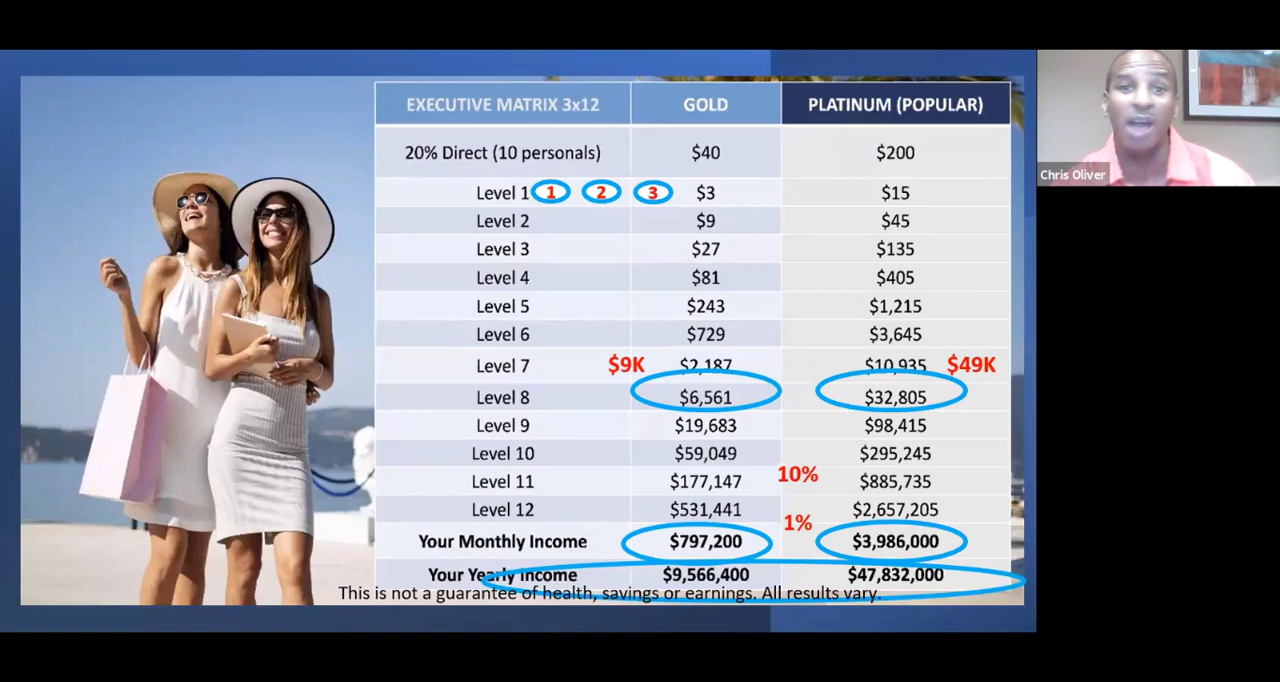 EXECUTIVE MATRIX 3x12 GOLD PLATINUM (POPULAR)
20% Direct (10 personals) $40 $200
Level 1 1 2 3 $3 $15
Level 2 $9 $45
Level 3 $27 $135
Level 4 $81 $405
Level 5 $243 $1,215
Level 6 $729 $3,645
Level 7 $9K $2,187 $10,935 $49K
Level 8 $6,561 $32,805
Level 9 $19,683 $98,415
Level 10 $59,049 $295,245
Level 11 $177,147 10% $885,735
Level 12 $531,441 $2,657,205
1%
Your Monthly Income $797,200 $3,986,000
Your Yearly Income $9,566,400 $47,832,000
This is not a guarantee of health, savings or earnings. All results vary.
Chris Oliver